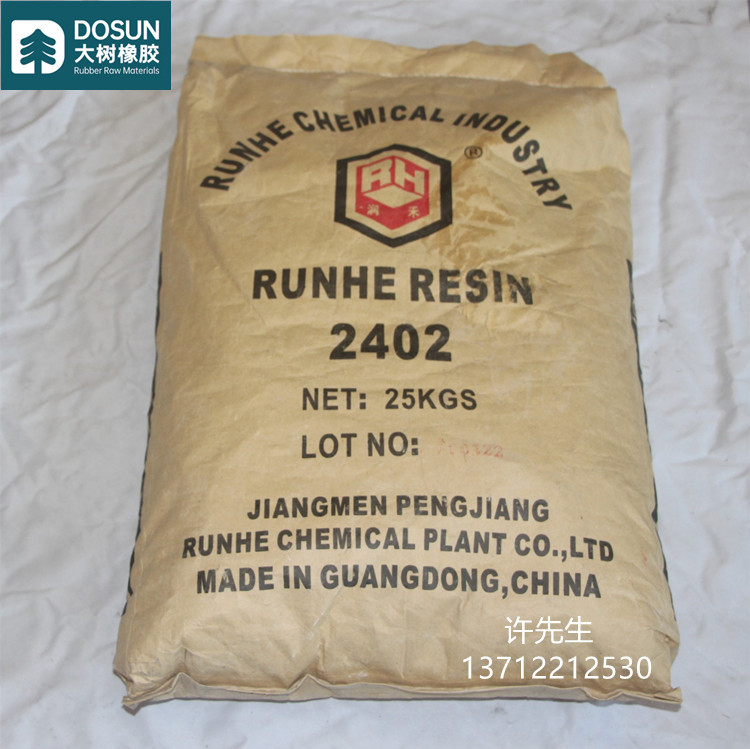 DOSUN
大树橡胶
Rubber Raw Materials
RUNHE CHEMICAL INDUSTRY
®
RH
润禾
RUNHE RESIN
2402
NET: 25KGS
LOT NO:
JIANGMEN PENGJIANG
RUNHE CHEMICAL PLANT CO.,LTD
MADE IN GUANGDONG,CHINA
许先生
13712212530